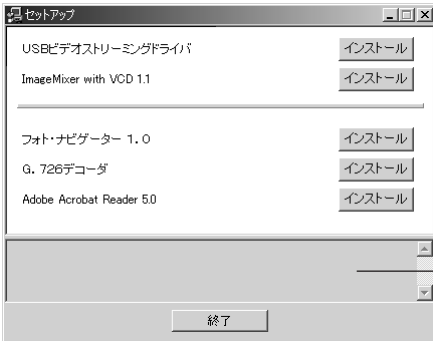 セットアップ
USBビデオストリーミングドライバ インストール
ImageMixer with VCD 1.1 インストール
フォト・ナビゲーター 1.0 インストール
G. 726デコーダ インストール
Adobe Acrobat Reader 5.0 インストール
終了